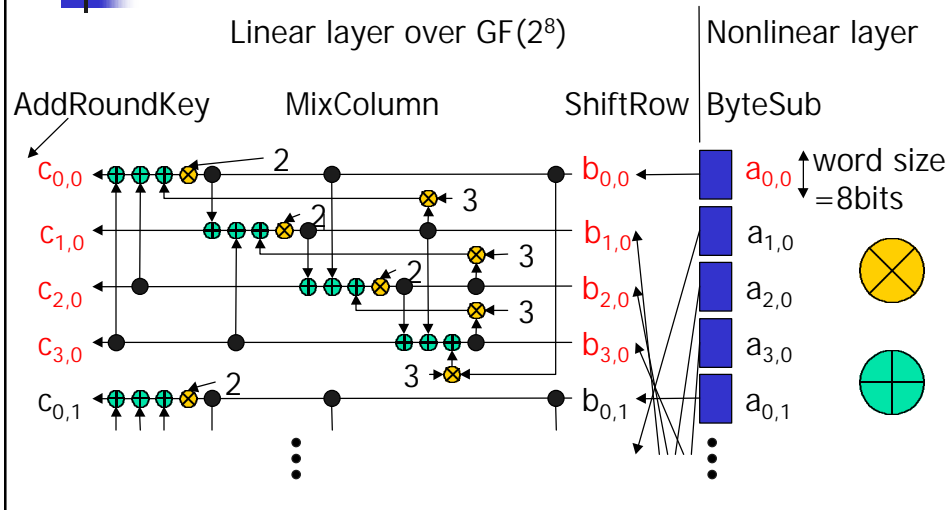 Linear layer over GF(2⁸) Nonlinear layer
AddRoundKey MixColumn ShiftRow ByteSub
c₀,₀ 2 b₀,₀ a₀,₀ word size
=8bits
3
c₁,₀ 2 b₁,₀ a₁,₀
3
c₂,₀ 2 b₂,₀ a₂,₀
3
c₃,₀ b₃,₀ a₃,₀
3
c₀,₁ 2 b₀,₁ a₀,₁